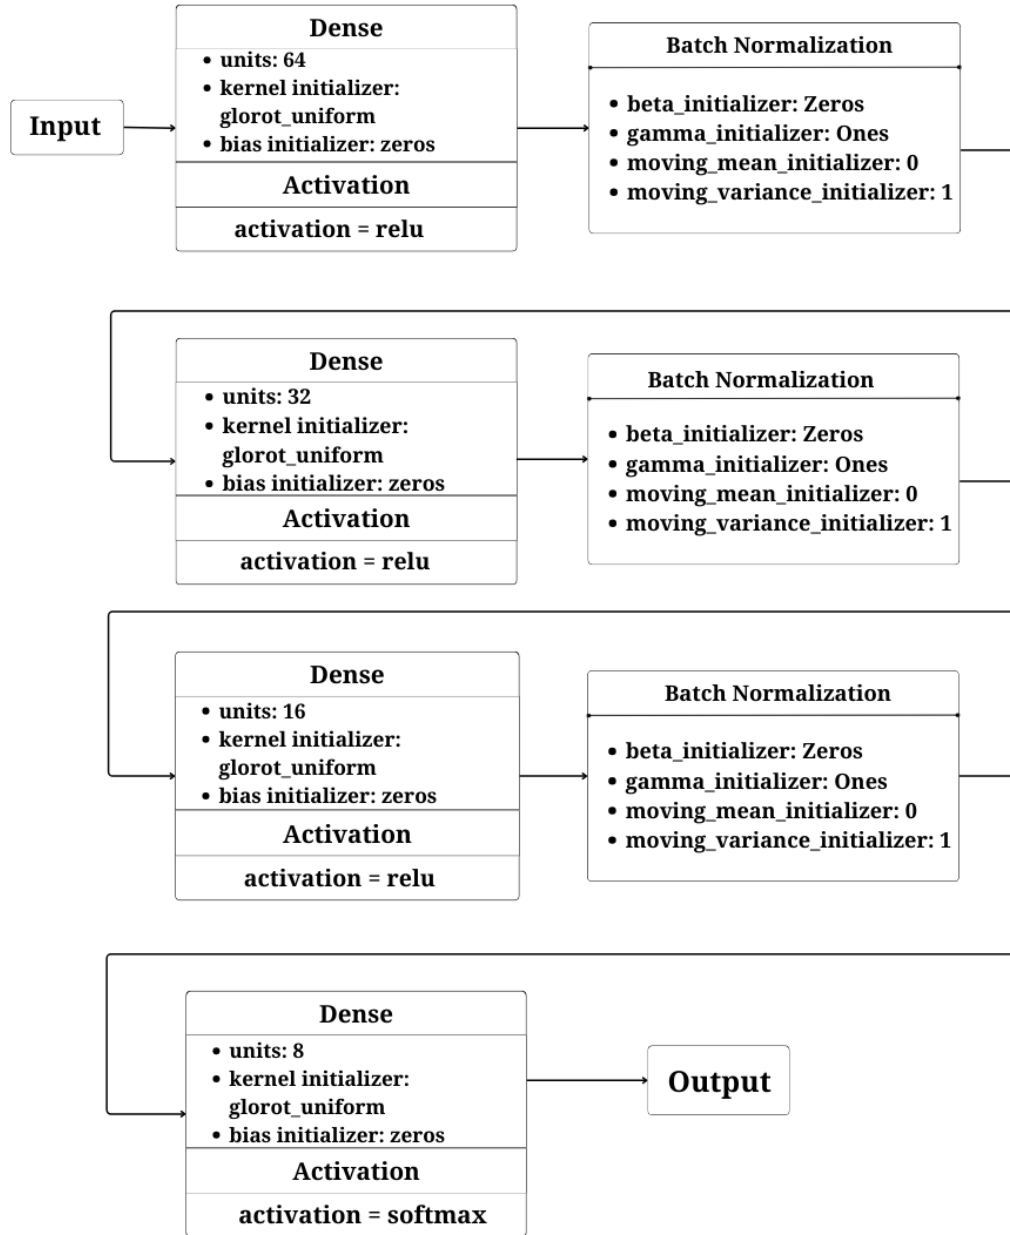 Input
Dense
• units: 64
• kernel initializer:
glorot_uniform
• bias initializer: zeros
Activation
activation = relu
Batch Normalization
• beta_initializer: Zeros
• gamma_initializer: Ones
• moving_mean_initializer: 0
• moving_variance_initializer: 1
Dense
• units: 32
• kernel initializer:
glorot_uniform
• bias initializer: zeros
Activation
activation = relu
Batch Normalization
• beta_initializer: Zeros
• gamma_initializer: Ones
• moving_mean_initializer: 0
• moving_variance_initializer: 1
Dense
• units: 16
• kernel initializer:
glorot_uniform
• bias initializer: zeros
Activation
activation = relu
Batch Normalization
• beta_initializer: Zeros
• gamma_initializer: Ones
• moving_mean_initializer: 0
• moving_variance_initializer: 1
Dense
• units: 8
• kernel initializer:
glorot_uniform
• bias initializer: zeros
Activation
activation = softmax
Output